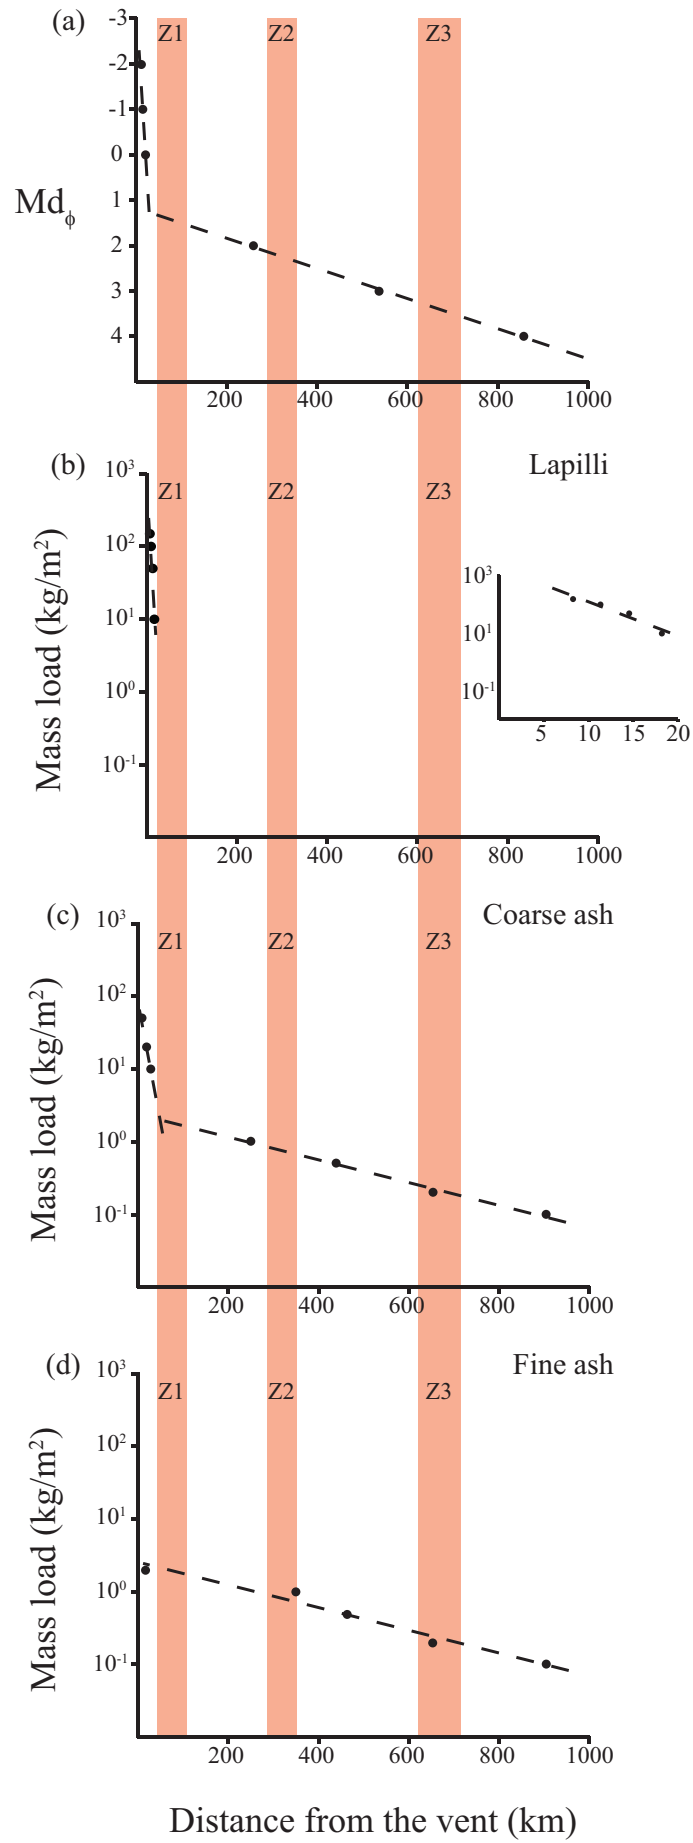 (a)
Z1 Z2 Z3
-3
-2
-1
0
1
2
3
4
Md𝜙
200 400 600 800 1000
(b)
Lapilli
Z1 Z2 Z3
10³
10²
10¹
10⁰
10⁻¹
Mass load (kg/m²)
10³
10¹
10⁻¹
5 10 15 20
200 400 600 800 1000
(c)
Coarse ash
Z1 Z2 Z3
10³
10²
10¹
10⁰
10⁻¹
Mass load (kg/m²)
200 400 600 800 1000
(d)
Fine ash
Z1 Z2 Z3
10³
10²
10¹
10⁰
10⁻¹
Mass load (kg/m²)
200 400 600 800 1000
Distance from the vent (km)